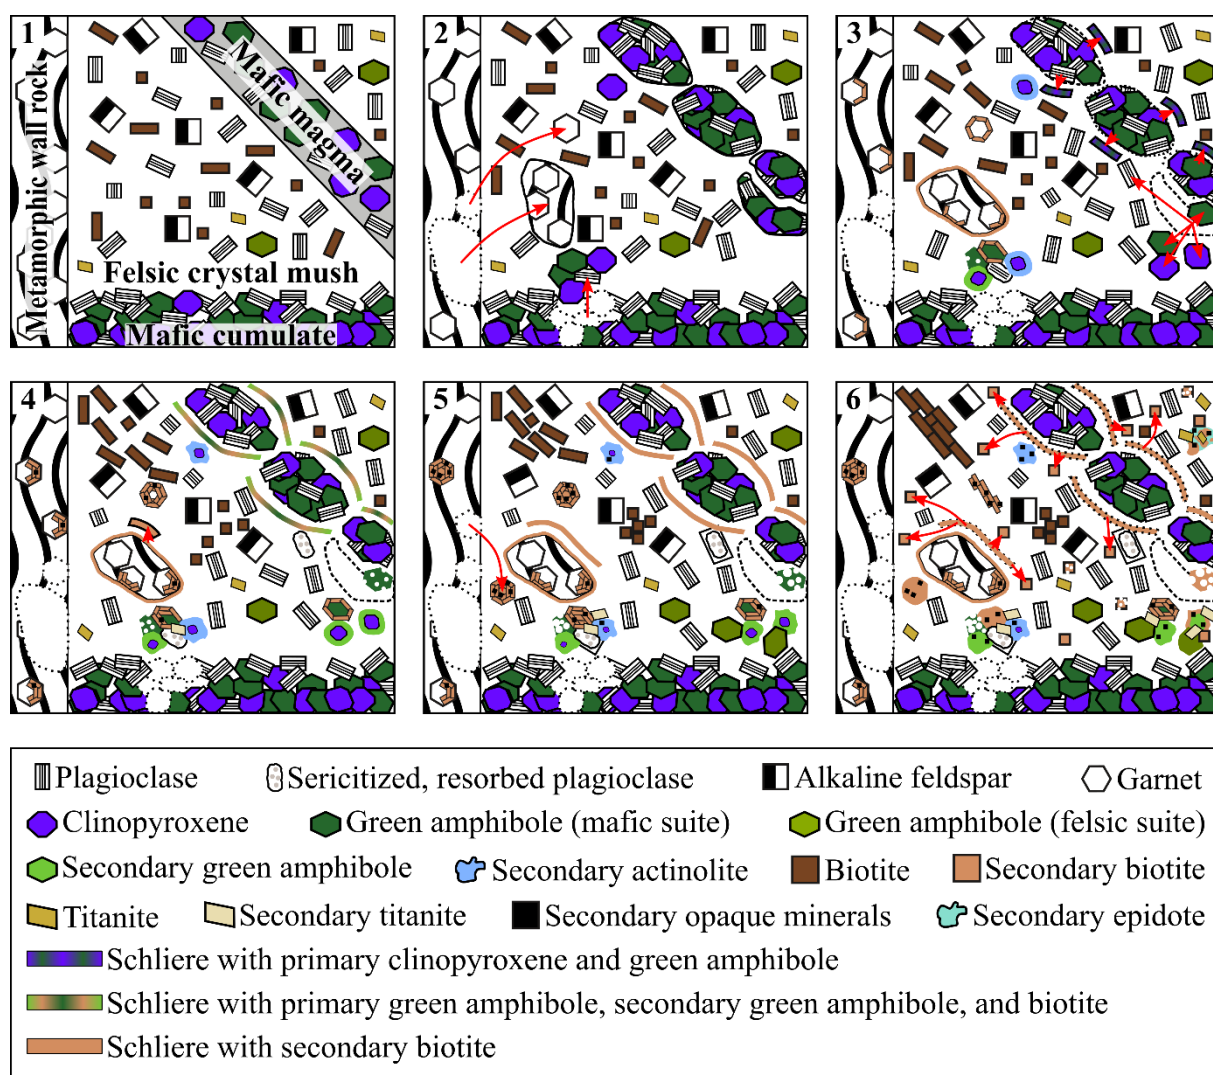 1
Metamorphic wall rock
Mafic magma
Felsic crystal mush
Mafic cumulate
2
3
4
5
6
Plagioclase
Sericitized, resorbed plagioclase
Alkaline feldspar
Garnet
Clinopyroxene
Green amphibole (mafic suite)
Green amphibole (felsic suite)
Secondary green amphibole
Secondary actinolite
Biotite
Secondary biotite
Titanite
Secondary titanite
Secondary opaque minerals
Secondary epidote
Schliere with primary clinopyroxene and green amphibole
Schliere with primary green amphibole, secondary green amphibole, and biotite
Schliere with secondary biotite